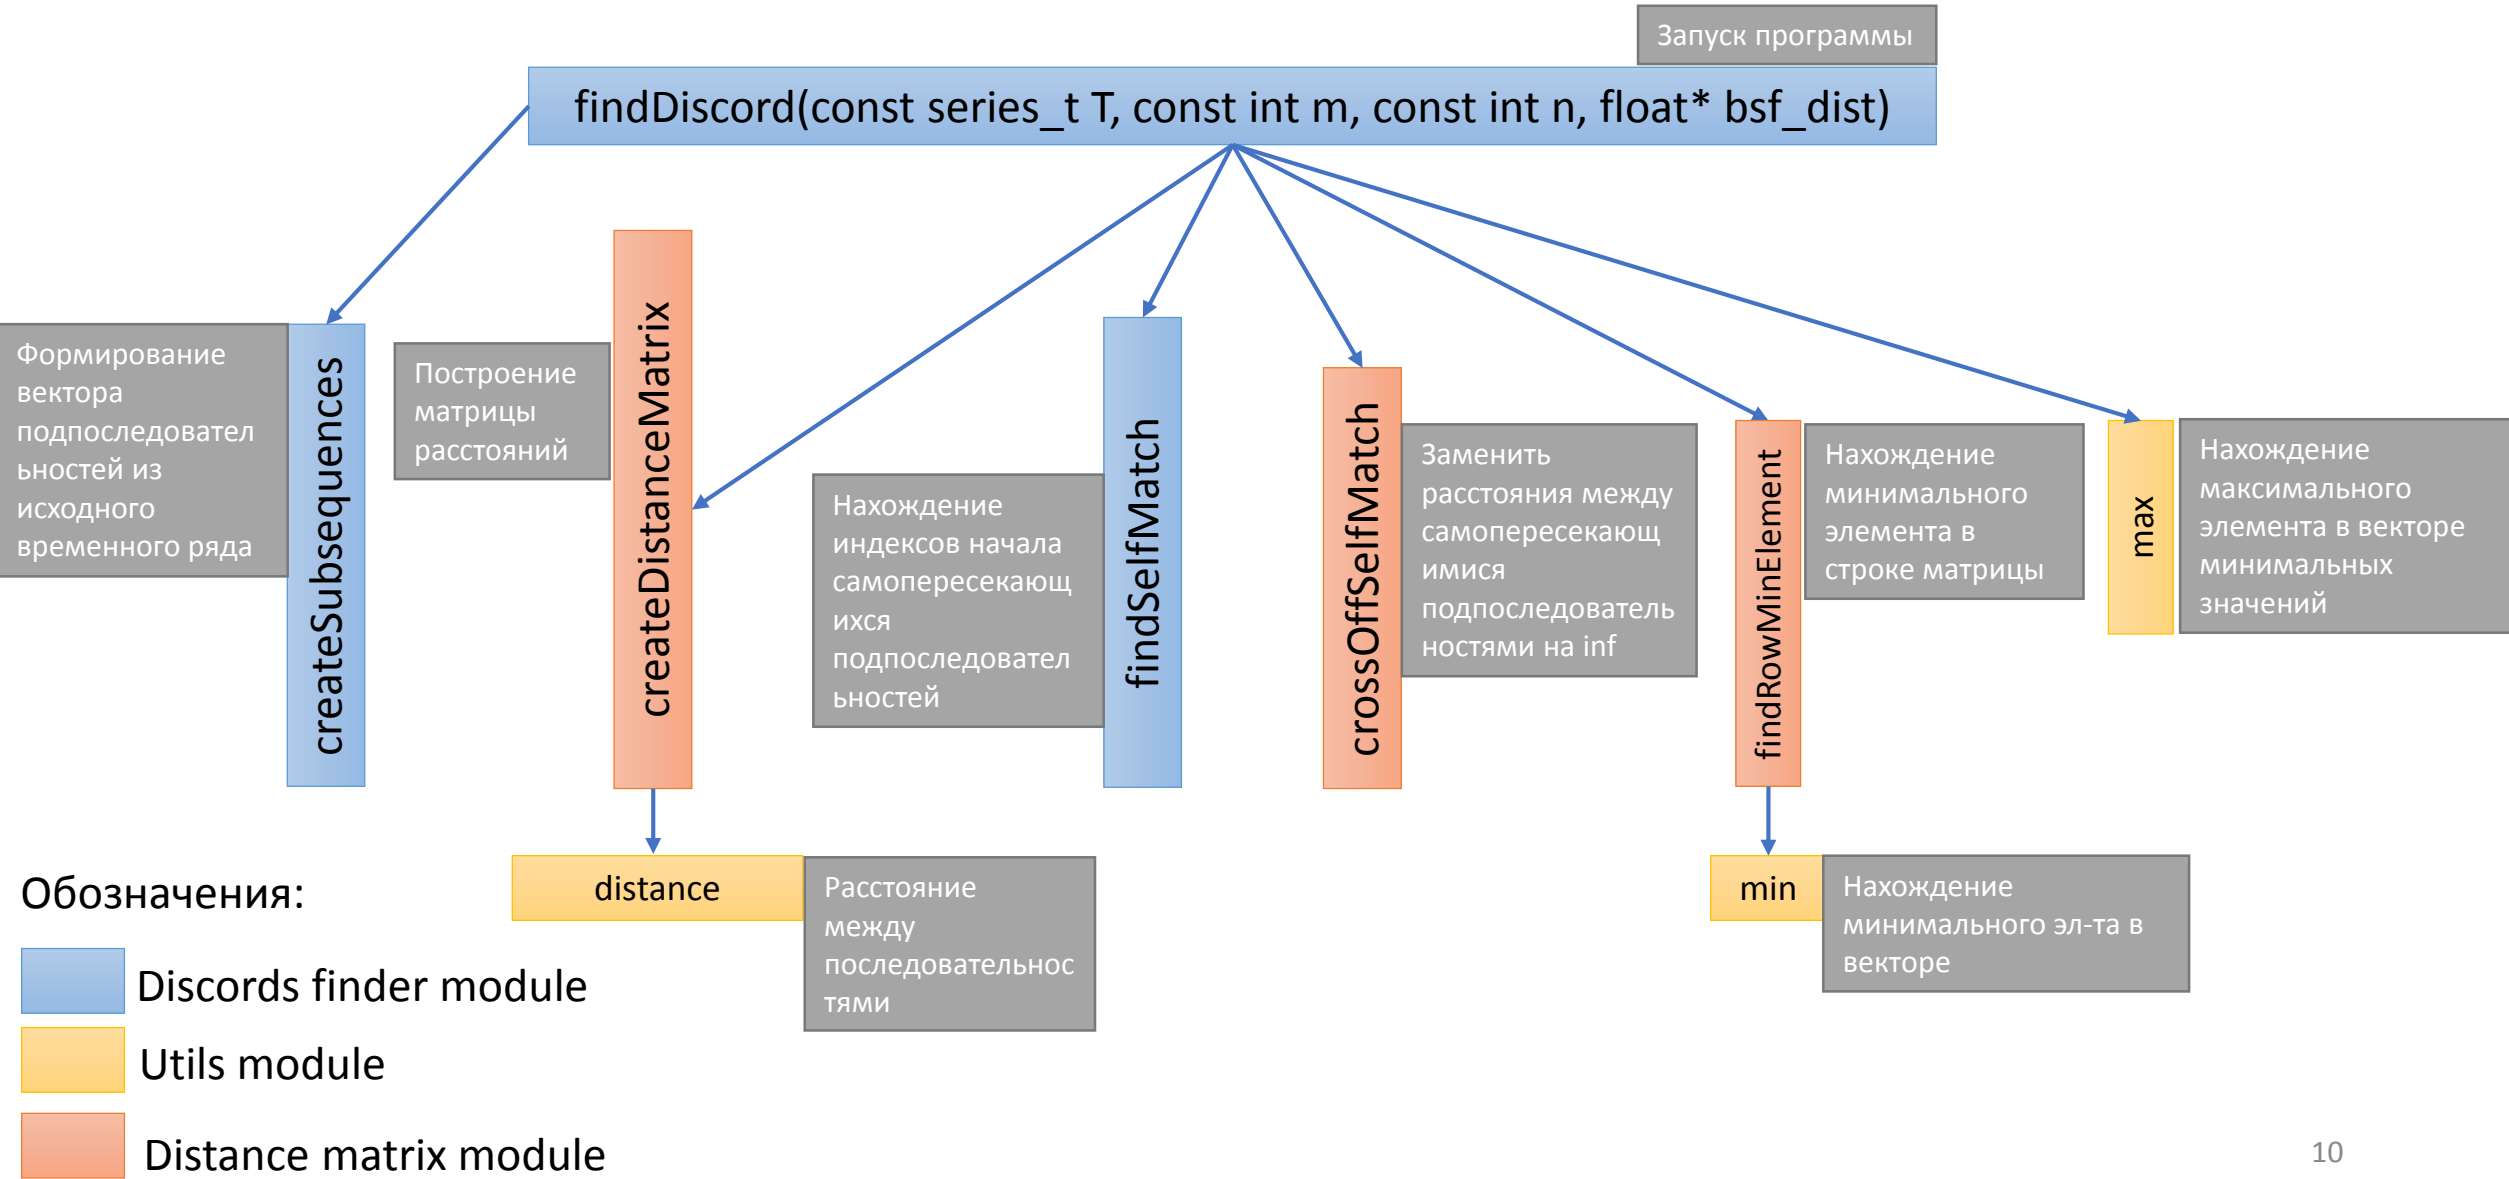 Запуск программы
findDiscord(const series_t T, const int m, const int n, float* bsf_dist)
Формирование
вектора
подпоследовател
ьностей из
исходного
временного ряда
createSubsequences
Построение
матрицы
расстояний
createDistanceMatrix
Нахождение
индексов начала
самопересекающ
ихся
подпоследовател
ьностей
findSelfMatch
crossOffSelfMatch
Заменить
расстояния между
самопересекающ
имися
подпоследователь
ностями на inf
findRowMinElement
Нахождение
минимального
элемента в
строке матрицы
max
Нахождение
максимального
элемента в векторе
минимальных
значений
distance
Расстояние
между
последовательнос
тями
min
Нахождение
минимального эл-та в
векторе
Обозначения:
Discords finder module
Utils module
Distance matrix module
10